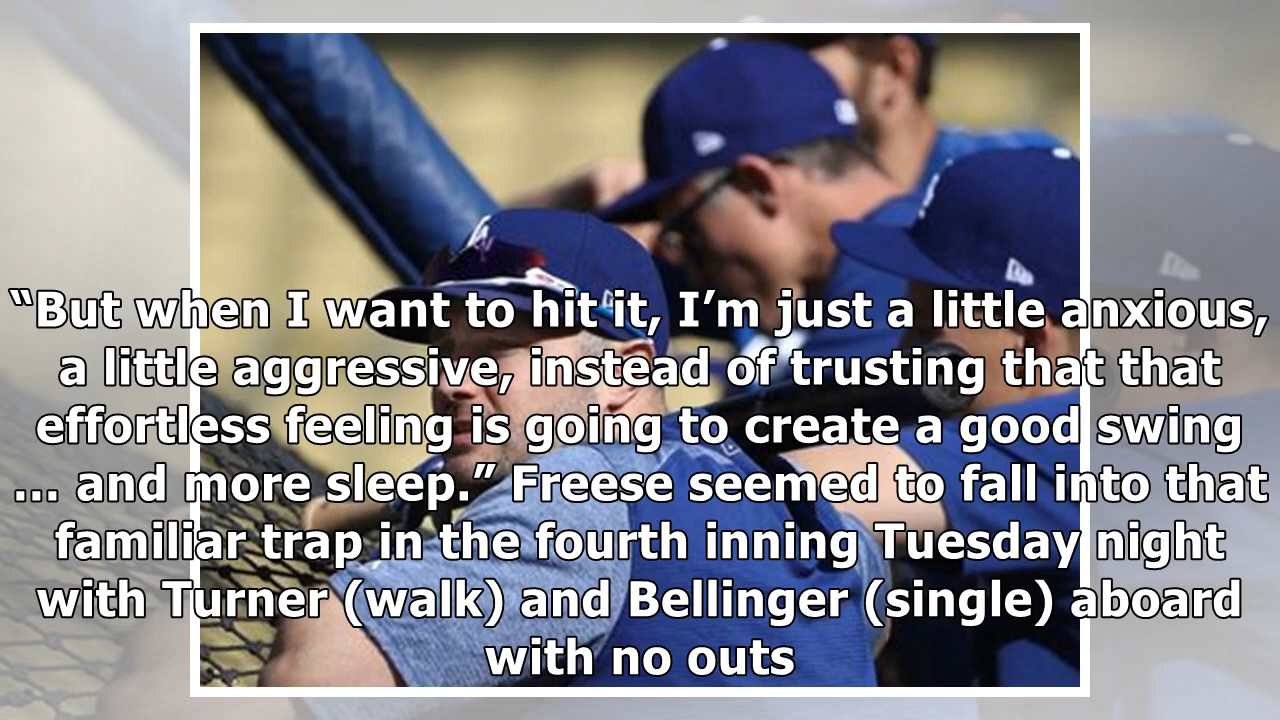 “But when I want to hit it, I’m just a little anxious,
a little aggressive, instead of trusting that that
effortless feeling is going to create a good swing
... and more sleep.” Freese seemed to fall into that
familiar trap in the fourth inning Tuesday night
with Turner (walk) and Bellinger (single) aboard
with no outs